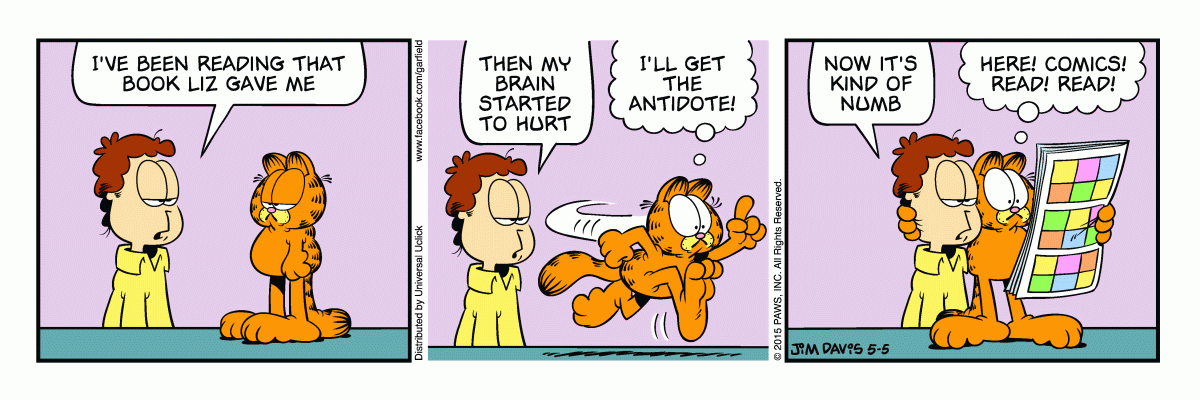 I'VE BEEN READING THAT
BOOK LIZ GAVE ME
Distributed by Universal Uclick
www.facebook.com/garfield
THEN MY
BRAIN
STARTED
TO HURT
I'LL GET
THE
ANTIDOTE!
© 2015 PAWS, INC. All Rights Reserved.
NOW IT'S
KIND OF
NUMB
HERE! COMICS!
READ! READ!
JIM DAVIS 5-5